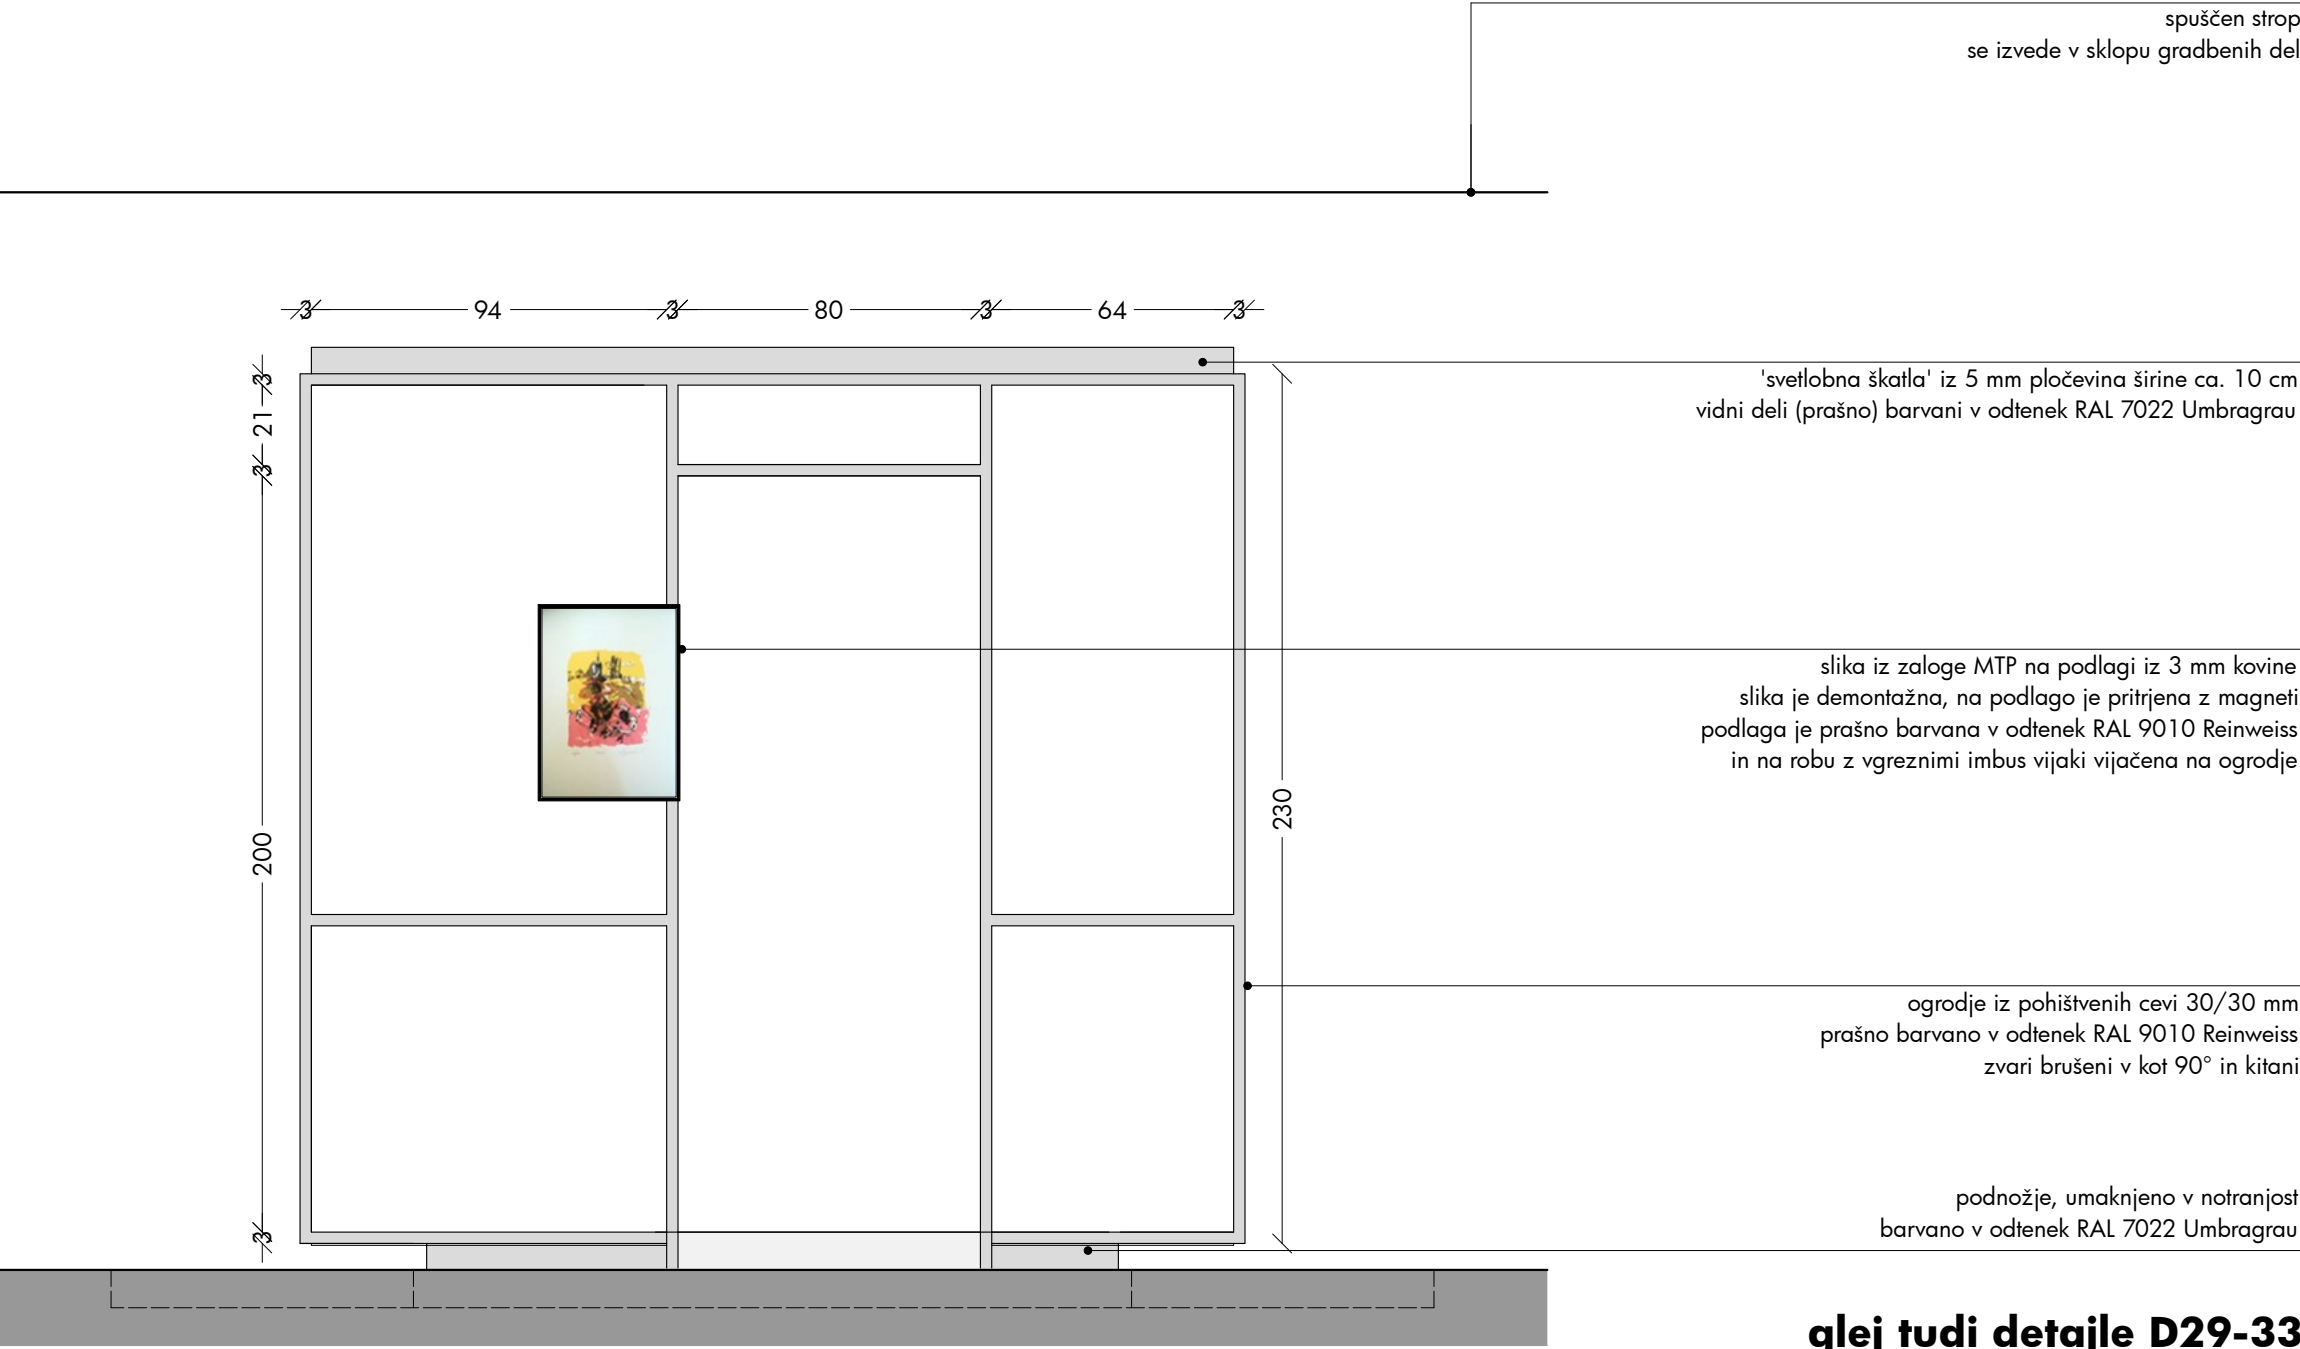 spuščen strop
se izvede v sklopu gradbenih del
3 94 3 80 3 64 3
3
21
3
200
3
230
'svetlobna škatla' iz 5 mm pločevina širine ca. 10 cm
vidni deli (prašno) barvani v odtenek RAL 7022 Umbragrau
slika iz zaloge MTP na podlagi iz 3 mm kovine
slika je demontažna, na podlago je pritrjena z magneti
podlaga je prašno barvana v odtenek RAL 9010 Reinweiss
in na robu z vgreznimi imbus vijaki vijačena na ogrodje
ogrodje iz pohištvenih cevi 30/30 mm
prašno barvano v odtenek RAL 9010 Reinweiss
zvari brušeni v kot 90° in kitani
podnožje, umaknjeno v notranjost
barvano v odtenek RAL 7022 Umbragrau
glej tudi detajle D29-33